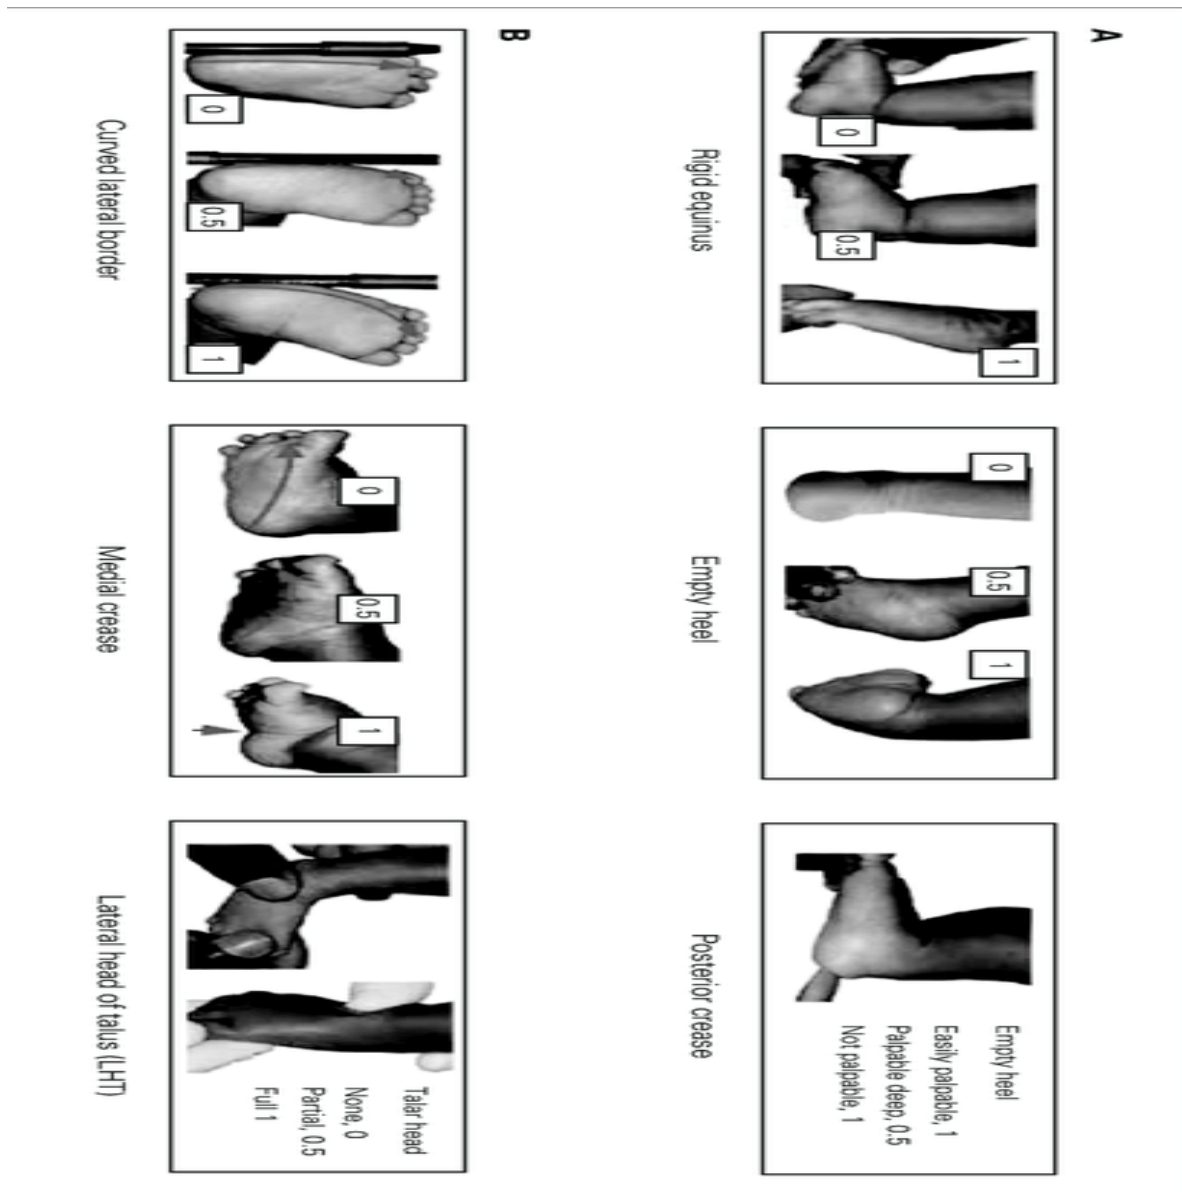 A
0
0.5
1
Rigid equinus
0
0.5
1
Empty heel
Empty heel
Easily palpable, 1
Palpable deep, 0.5
Not palpable, 1
Posterior crease
B
0
0.5
1
Curved lateral border
0
0.5
1
Medial crease
Talar head
None, 0
Partial, 0.5
Full 1
Lateral head of talus (LHT)